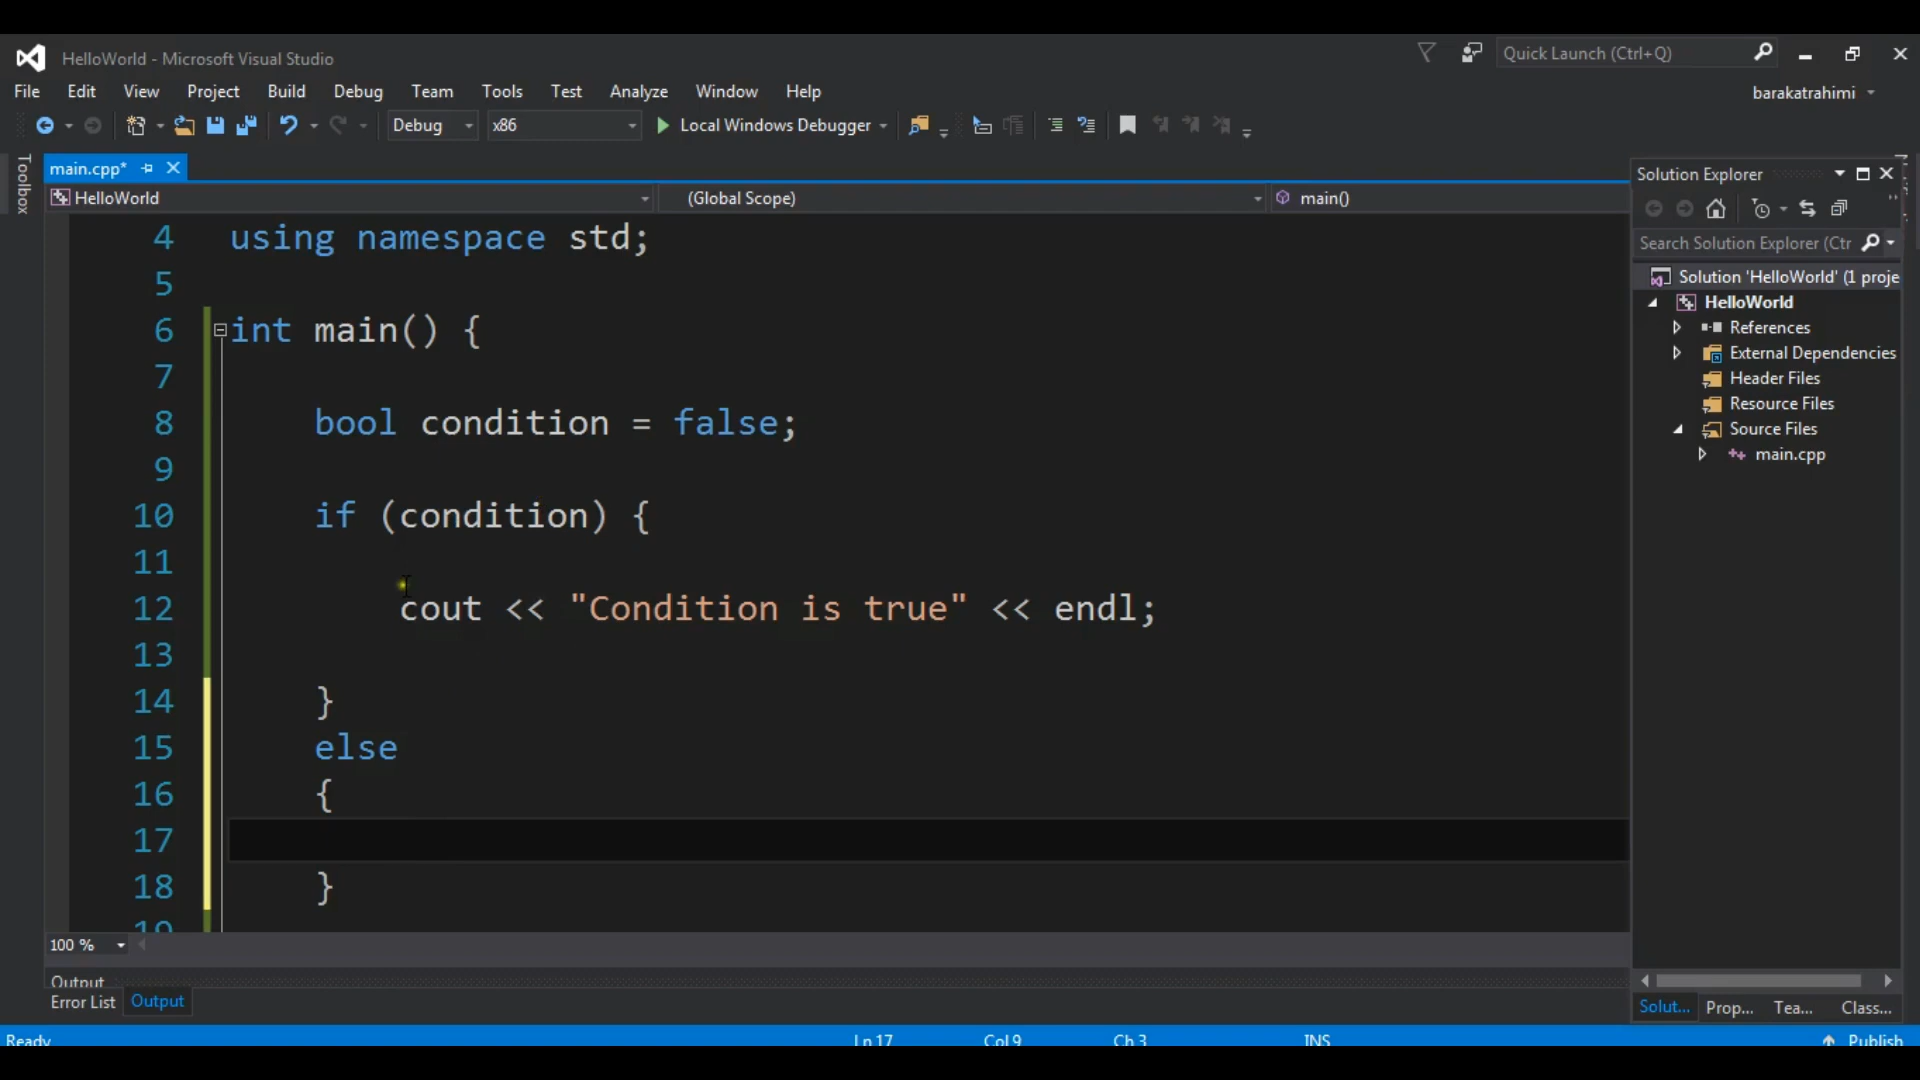 HelloWorld - Microsoft Visual Studio
Quick Launch (Ctrl+Q)
File Edit View Project Build Debug Team Tools Test Analyze Window Help
barakatrahimi
Debug x86 Local Windows Debugger
Toolbox
main.cpp*
HelloWorld (Global Scope) main()
4 using namespace std;
5
6 int main() {
7
8 bool condition = false;
9
10 if (condition) {
11
12 cout << "Condition is true" << endl;
13
14 }
15 else
16 {
17
18 }
19
100 %
Output
Error List Output
Solution Explorer
Search Solution Explorer (Ctr
Solution 'HelloWorld' (1 proje
HelloWorld
References
External Dependencies
Header Files
Resource Files
Source Files
main.cpp
Solut... Prop... Tea... Class...
Ready Ln 17 Col 9 Ch 3 INS Publish